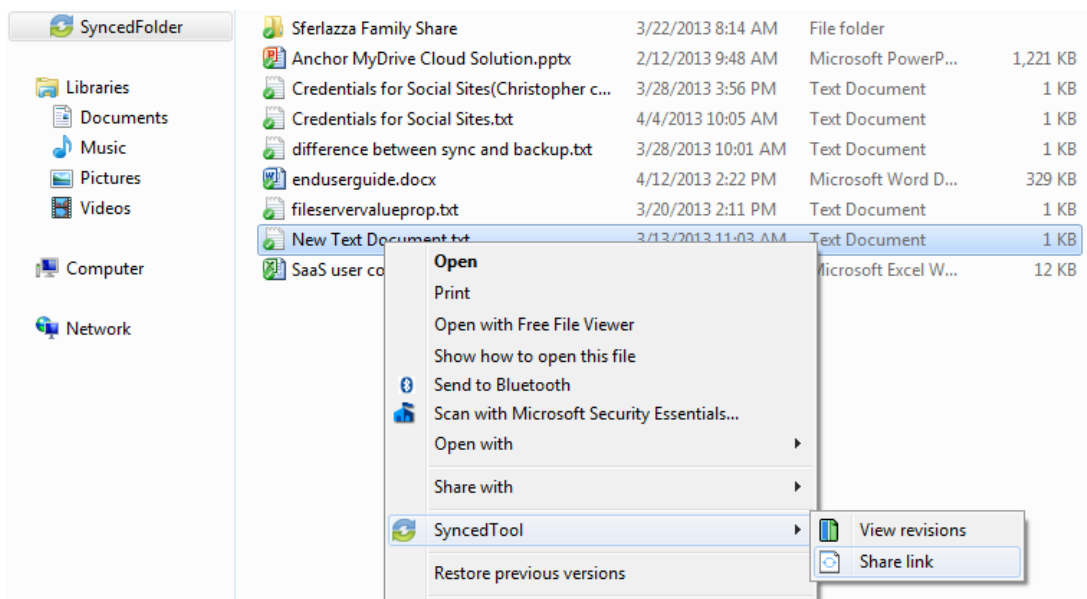 SyncedFolder
Libraries
Documents
Music
Pictures
Videos
Computer
Network
Sferlazza Family Share 3/22/2013 8:14 AM File folder
Anchor MyDrive Cloud Solution.pptx 2/12/2013 9:48 AM Microsoft PowerP... 1,221 KB
Credentials for Social Sites(Christopher c... 3/28/2013 3:56 PM Text Document 1 KB
Credentials for Social Sites.txt 4/4/2013 10:05 AM Text Document 1 KB
difference between sync and backup.txt 3/28/2013 10:01 AM Text Document 1 KB
enduserguide.docx 4/12/2013 2:22 PM Microsoft Word D... 329 KB
fileservervalueprop.txt 3/20/2013 2:11 PM Text Document 1 KB
New Text Document.txt 3/13/2013 11:03 AM Text Document 1 KB
SaaS user co Microsoft Excel W... 12 KB
Open
Print
Open with Free File Viewer
Show how to open this file
Send to Bluetooth
Scan with Microsoft Security Essentials...
Open with
Share with
SyncedTool
Restore previous versions
View revisions
Share link